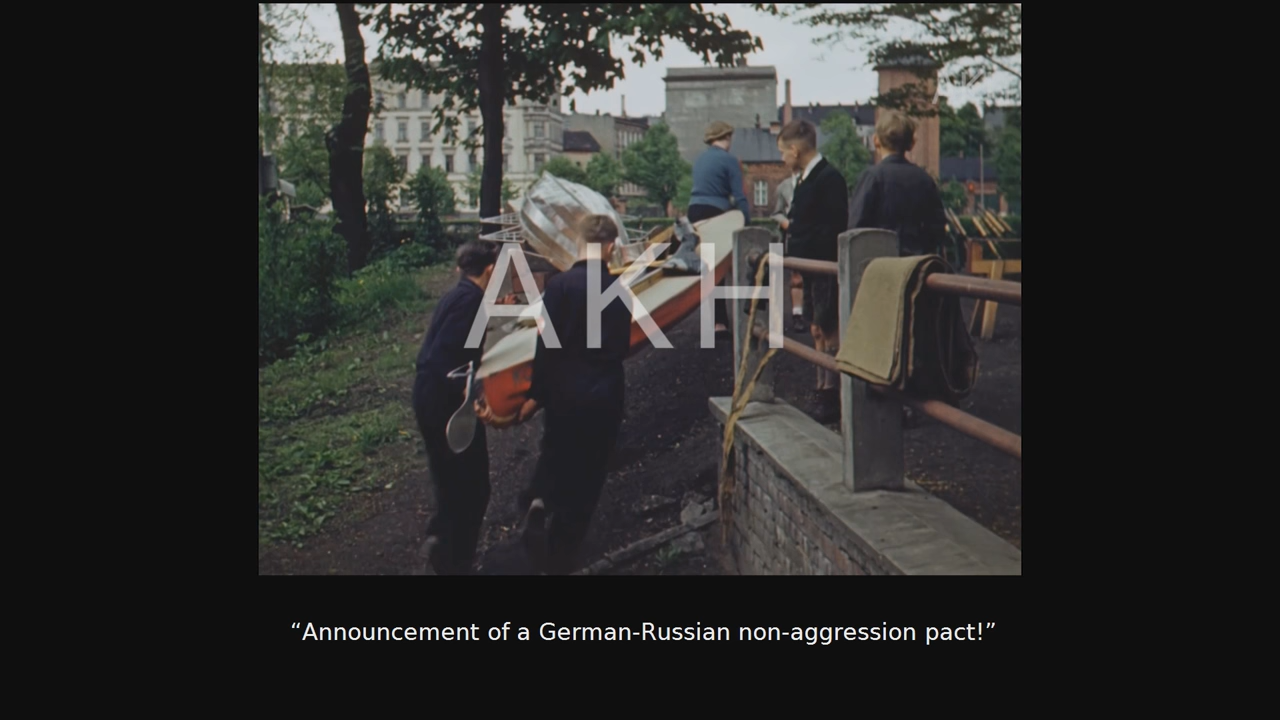 AKH
“Announcement of a German-Russian non-aggression pact!”